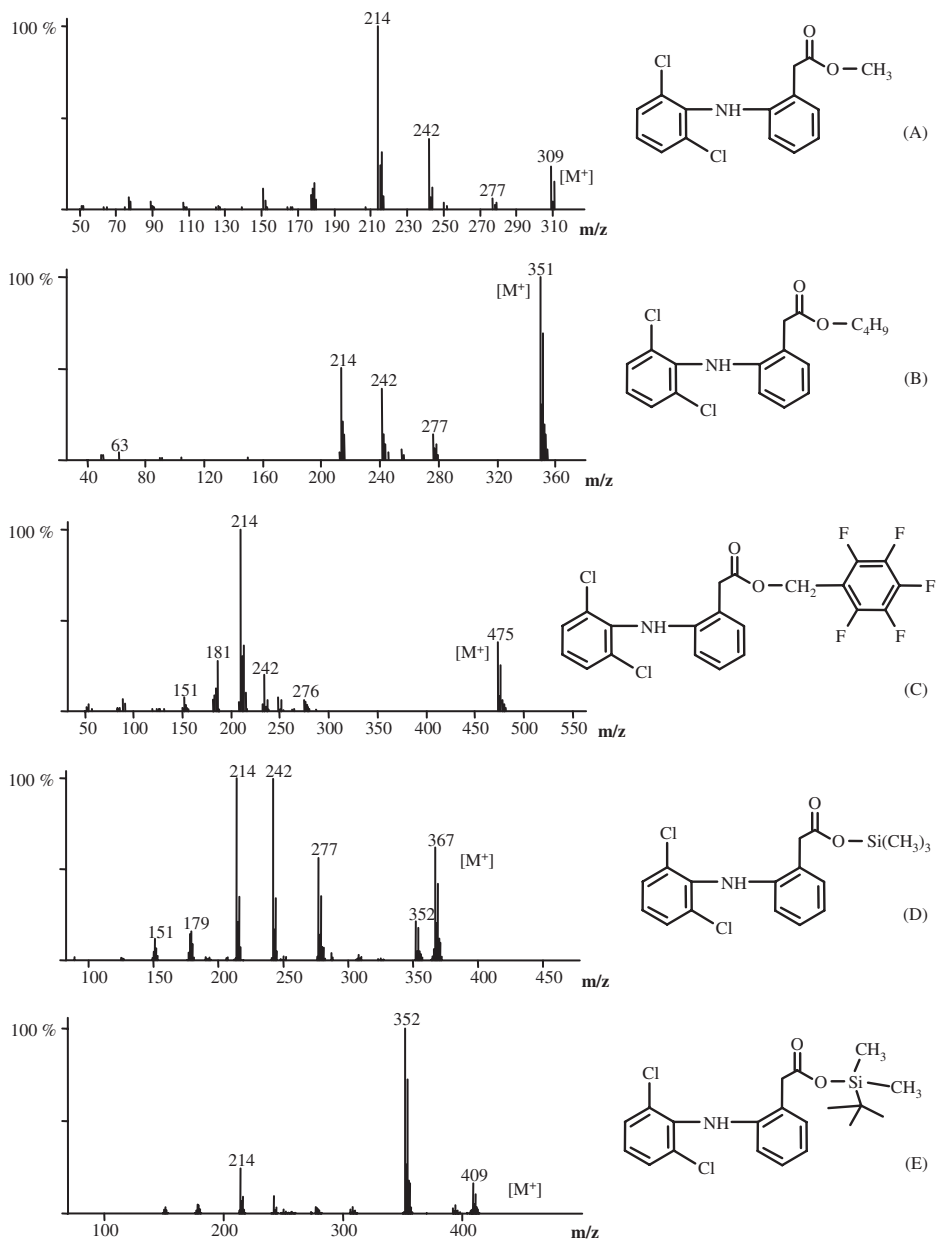 100 %
214
242
277
309
[M⁺]
50 70 90 110 130 150 170 190 210 230 250 270 290 310 m/z
Cl
NH
Cl
O
O
CH₃
(A)
100 %
351
[M⁺]
214
242
277
63
40 80 120 160 200 240 280 320 360 m/z
Cl
NH
Cl
O
O
C₄H₉
(B)
100 %
214
[M⁺]
475
181
242
151
276
50 100 150 200 250 300 350 400 450 500 550 m/z
Cl
NH
Cl
O
O
CH₂
F
F
F
F
F
(C)
100 %
214
242
277
367
[M⁺]
352
179
151
100 150 200 250 300 350 400 450 m/z
Cl
NH
Cl
O
O
Si(CH₃)₃
(D)
100 %
352
214
409
[M⁺]
100 200 300 400 m/z
Cl
NH
Cl
O
O
Si
CH₃
CH₃
(E)